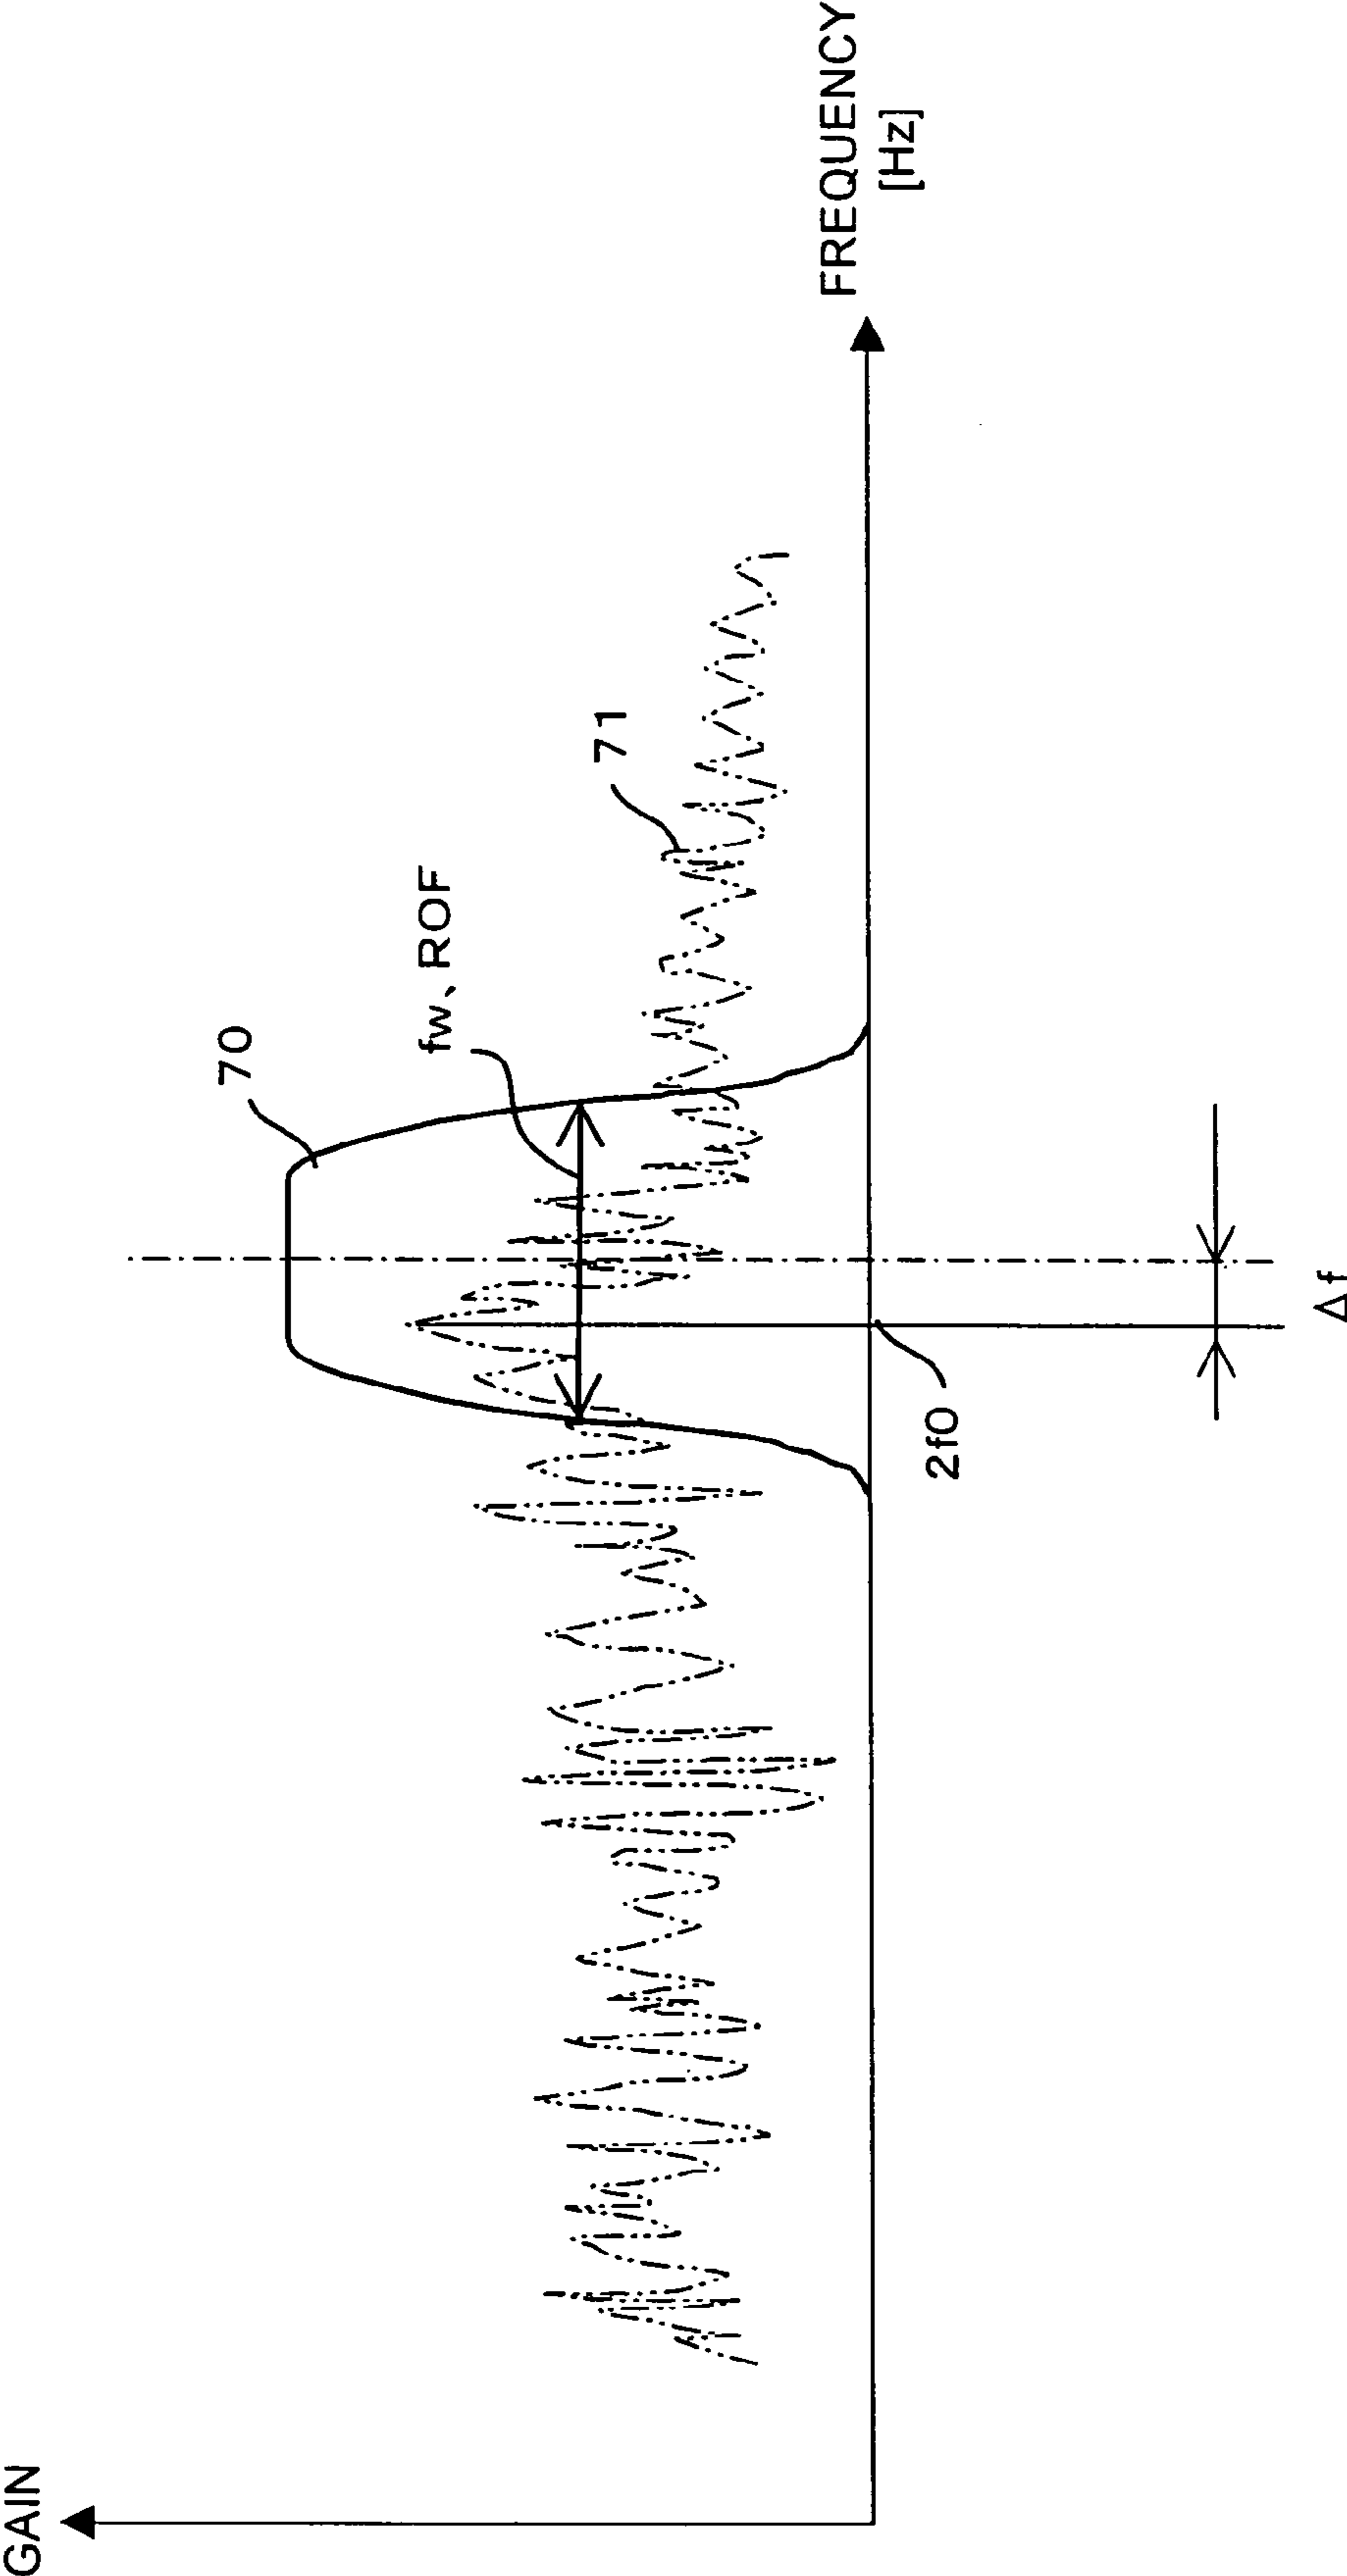 GAIN
70
fw、ROF
71
FREQUENCY
[Hz]
2f0
Δf